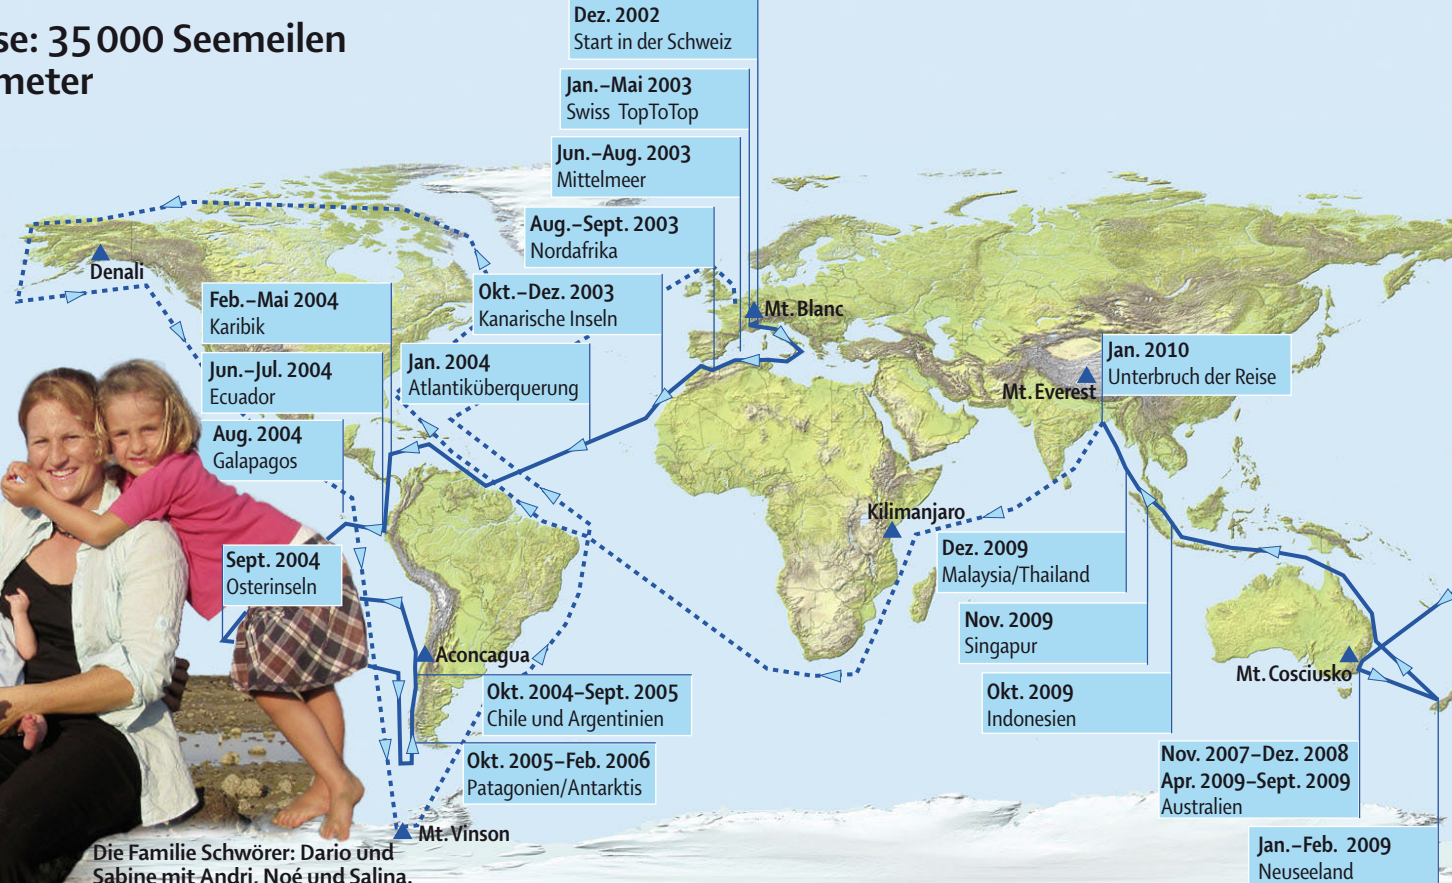 se: 35 000 Seemeilen
meter
Dez. 2002
Start in der Schweiz
Jan.–Mai 2003
Swiss TopToTop
Jun.–Aug. 2003
Mittelmeer
Aug.–Sept. 2003
Nordafrika
Okt.–Dez. 2003
Kanarische Inseln
Jan. 2004
Atlantiküberquerung
Feb.–Mai 2004
Karibik
Jun.–Jul. 2004
Ecuador
Aug. 2004
Galapagos
Sept. 2004
Osterinseln
Okt. 2004–Sept. 2005
Chile und Argentinien
Okt. 2005–Feb. 2006
Patagonien/Antarktis
Denali
Mt. Blanc
Mt. Everest
Kilimanjaro
Aconcagua
Mt. Vinson
Mt. Cosciusko
Jan. 2010
Unterbruch der Reise
Dez. 2009
Malaysia/Thailand
Nov. 2009
Singapur
Okt. 2009
Indonesien
Nov. 2007–Dez. 2008
Apr. 2009–Sept. 2009
Australien
Jan.–Feb. 2009
Neuseeland
Die Familie Schwörer: Dario und
Sabine mit Andri, Noé und Salina.